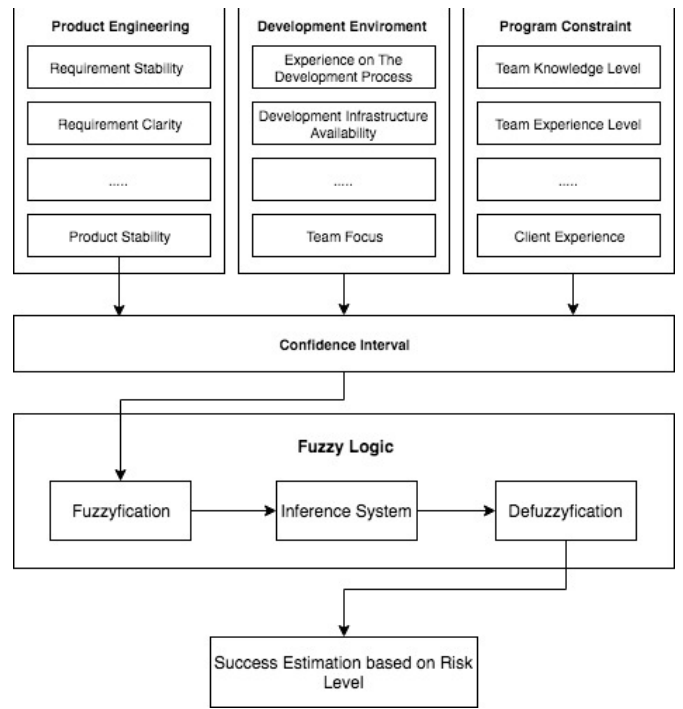 Product Engineering
Requirement Stability
Requirement Clarity
.....
Product Stability
Development Enviroment
Experience on The
Development Process
Development Infrastructure
Availability
.....
Team Focus
Program Constraint
Team Knowledge Level
Team Experience Level
.....
Client Experience
Confidence Interval
Fuzzy Logic
Fuzzyfication
Inference System
Defuzzyfication
Success Estimation based on Risk
Level